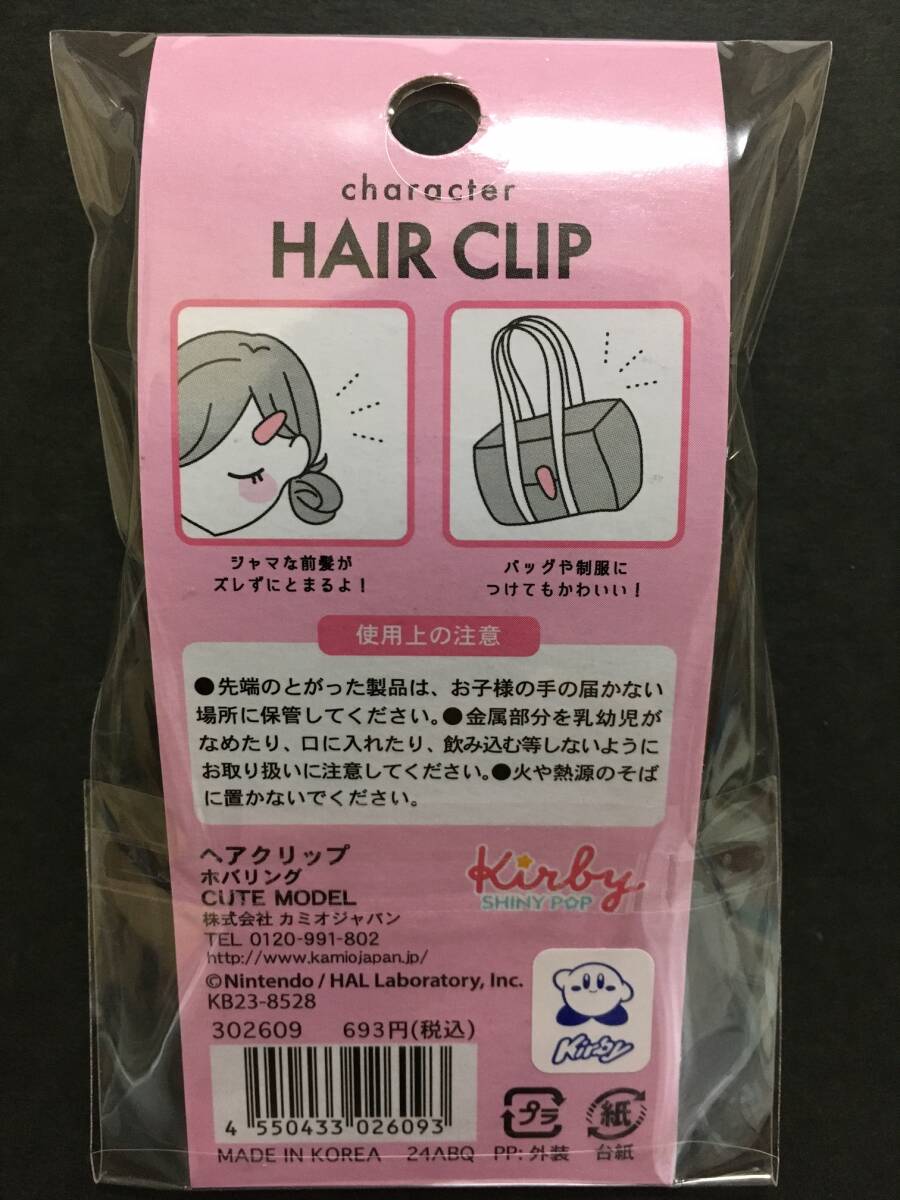 character
HAIR CLIP
ジャマな前髪が
ズレずにとまるよ!
バッグや制服に
つけてもかわいい!
使用上の注意
●先端のとがった製品は、お子様の手の届かない
場所に保管してください。●金属部分を乳幼児が
なめたり、口に入れたり、飲み込む等しないように
お取り扱いに注意してください。●火や熱源のそば
に置かないでください。
ヘアクリップ
ホバリング
CUTE MODEL
株式会社 カミオジャパン
TEL 0120-991-802
http://www.kamiojapan.jp/
©Nintendo / HAL Laboratory, Inc.
KB23-8528
302609 693円(税込)
4 550433 026093
MADE IN KOREA 24ABQ
Kirby
SHINY POP
Kirby
プラ
PP: 外装
紙
台紙